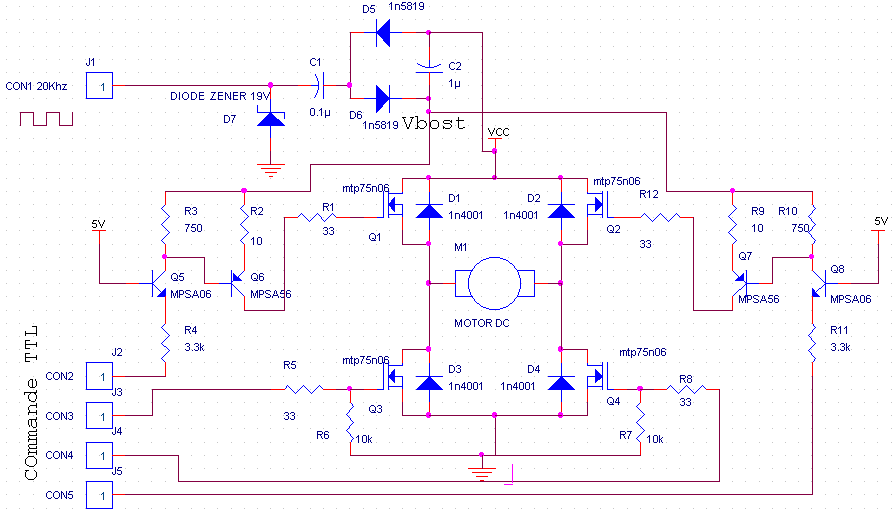 D5
1n5819
J1
C1
CON1 20Khz
1
C2
1µ
DIODE ZENER 19V
0.1µ
D6
1n5819
D7
Vbost
VCC
mtp75n06
mtp75n06
R3
750
R2
10
R1
33
D1
1n4001
D2
1n4001
R12
33
R9
10
R10
750
5V
5V
Q1
Q2
M1
Q5
MPSA06
Q6
MPSA56
Q7
MPSA56
Q8
MPSA06
MOTOR DC
R4
3.3k
R11
3.3k
COmmande TTL
J2
CON2
1
mtp75n06
mtp75n06
R5
33
D3
1n4001
D4
1n4001
R8
33
J3
CON3
1
Q3
Q4
R6
10k
R7
10k
J4
CON4
1
J5
CON5
1